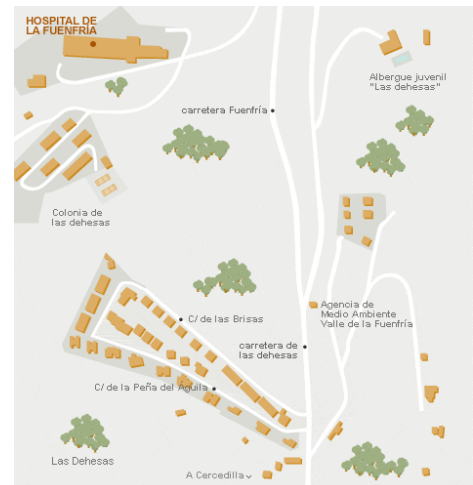 HOSPITAL DE
LA FUENFRÍA
Albergue juvenil
"Las dehesas"
carretera Fuenfría
Colonia de
las dehesas
Agencia de
Medio Ambiente
Valle de la Fuenfría
C/ de las Brisas
carretera de
las dehesas
C/ de la Peña del Aguila
Las Dehesas
A Cercedilla